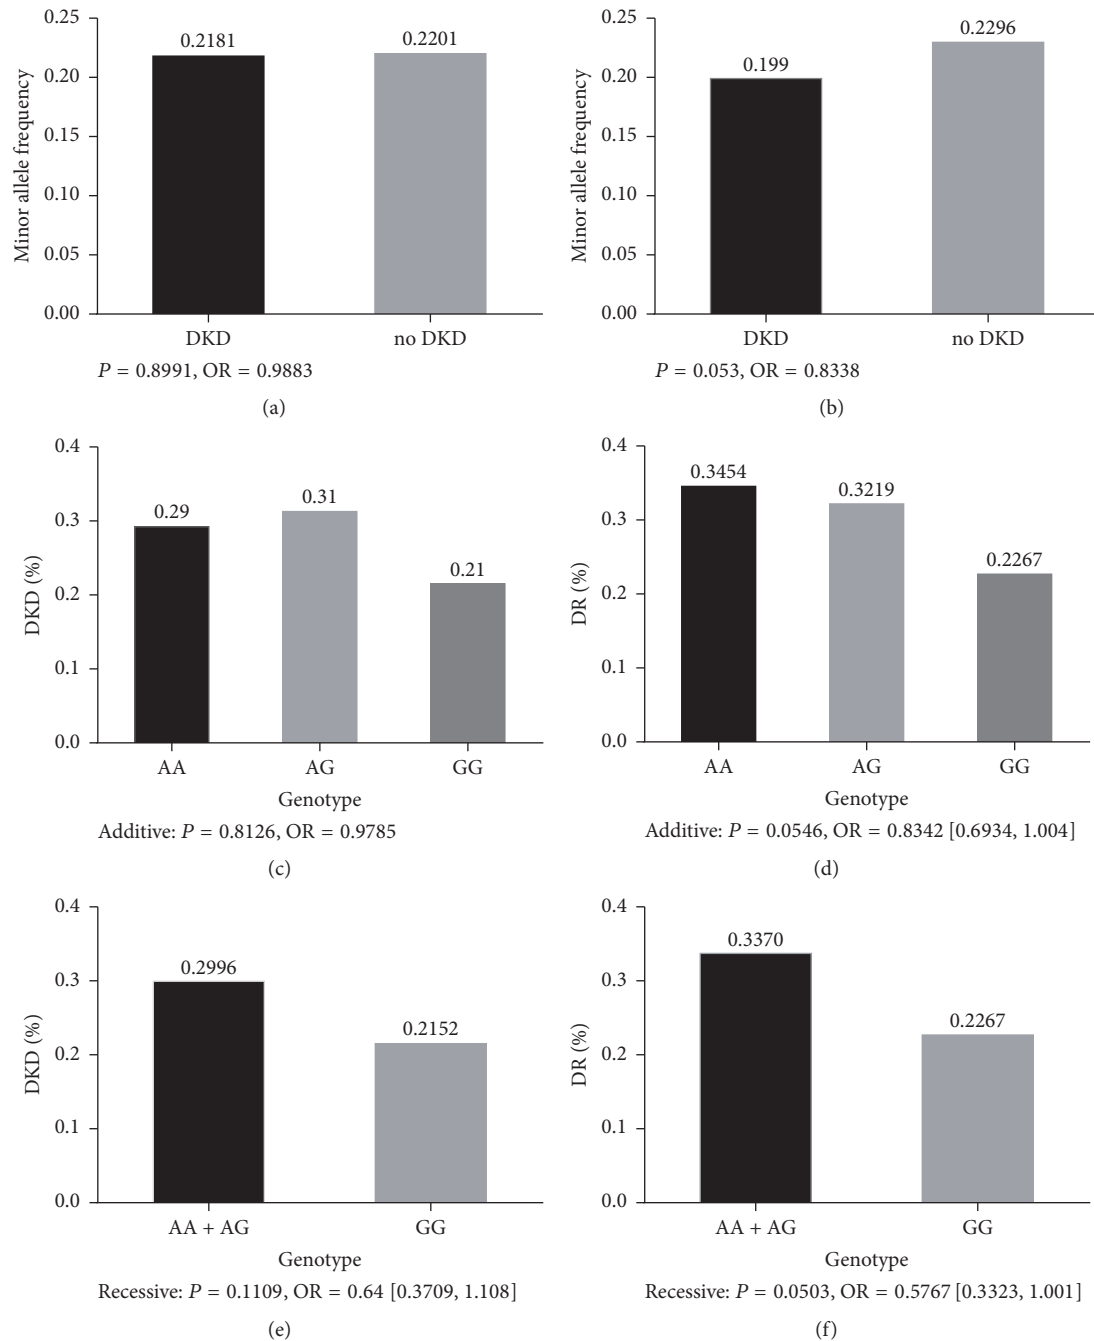 0.25
0.20
0.15
0.10
0.05
0.00
Minor allele frequency
0.2181
0.2201
DKD
no DKD
P = 0.8991, OR = 0.9883
(a)
0.25
0.20
0.15
0.10
0.05
0.00
Minor allele frequency
0.199
0.2296
DKD
no DKD
P = 0.053, OR = 0.8338
(b)
0.4
0.3
0.2
0.1
0.0
DKD (%)
0.29
0.31
0.21
AA
AG
GG
Genotype
Additive: P = 0.8126, OR = 0.9785
(c)
0.4
0.3
0.2
0.1
0.0
DR (%)
0.3454
0.3219
0.2267
AA
AG
GG
Genotype
Additive: P = 0.0546, OR = 0.8342 [0.6934, 1.004]
(d)
0.4
0.3
0.2
0.1
0.0
DKD (%)
0.2996
0.2152
AA + AG
GG
Genotype
Recessive: P = 0.1109, OR = 0.64 [0.3709, 1.108]
(e)
0.4
0.3
0.2
0.1
0.0
DR (%)
0.3370
0.2267
AA + AG
GG
Genotype
Recessive: P = 0.0503, OR = 0.5767 [0.3323, 1.001]
(f)